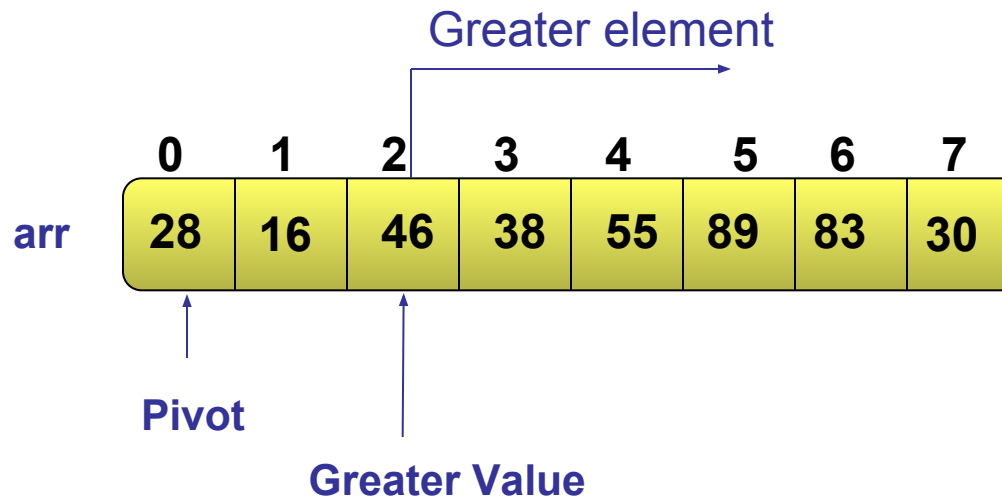 Greater element
0 1 2 3 4 5 6 7
arr 28 16 46 38 55 89 83 30
Pivot
Greater Value